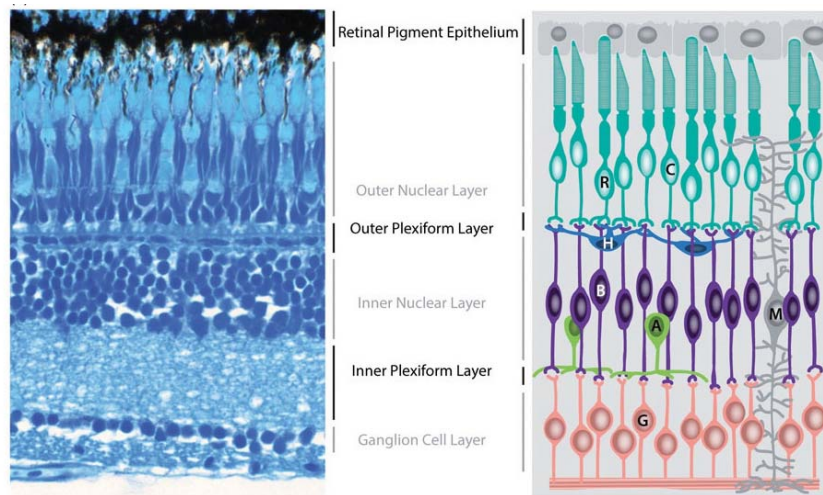 Retinal Pigment Epithelium
Outer Nuclear Layer
Outer Plexiform Layer
Inner Nuclear Layer
Inner Plexiform Layer
Ganglion Cell Layer
R
C
H
B
A
M
G